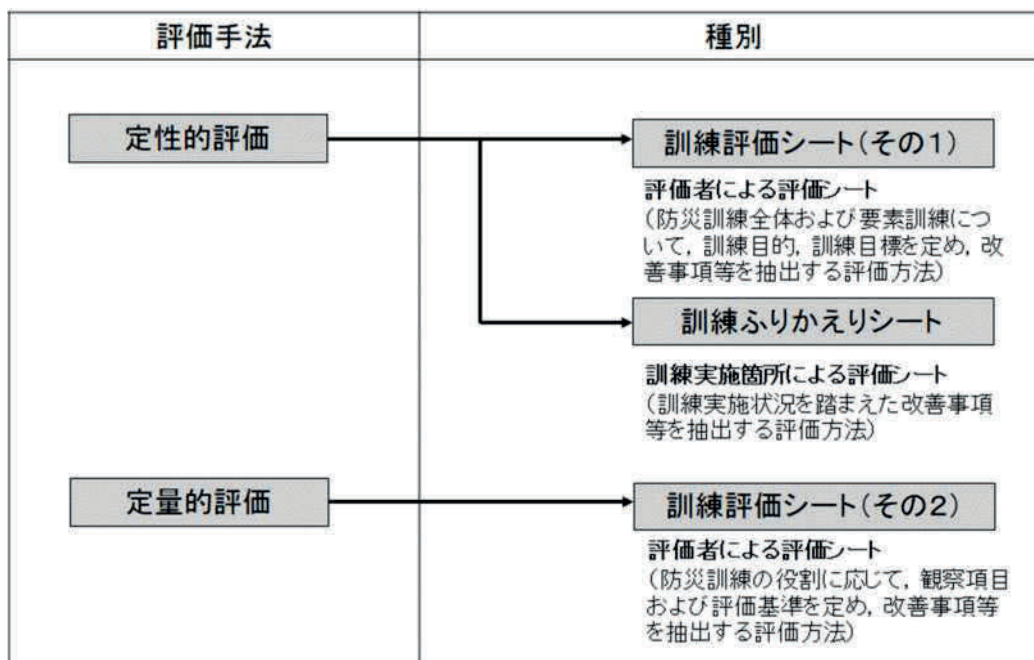 評価手法
種別
定性的評価
訓練評価シート(その1)
評価者による評価シート
(防災訓練全体および要素訓練につ
いて, 訓練目的, 訓練目標を定め, 改
善事項等を抽出する評価方法)
訓練ふりかえりシート
訓練実施箇所による評価シート
(訓練実施状況を踏まえた改善事項
等を抽出する評価方法)
定量的評価
訓練評価シート(その2)
評価者による評価シート
(防災訓練の役割に応じて, 観察項目
および評価基準を定め, 改善事項等
を抽出する評価方法)